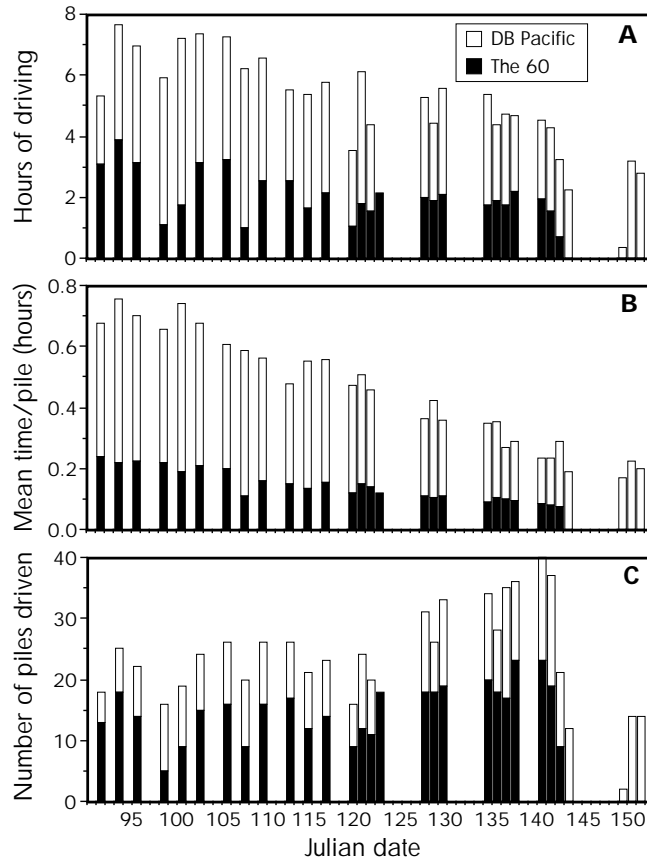 A
DB Pacific
The 60
Hours of driving
8
6
4
2
0
B
Mean time/pile (hours)
0.8
0.6
0.4
0.2
0.0
C
Number of piles driven
40
30
20
10
0
95 100 105 110 115 120 125 130 135 140 145 150
Julian date